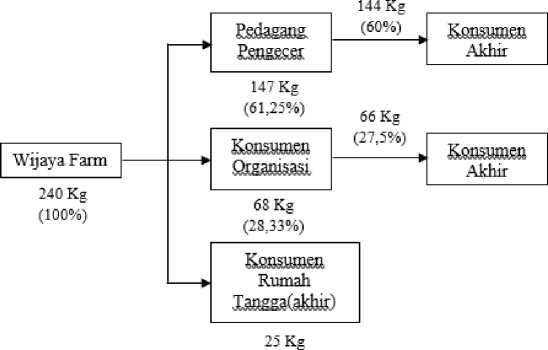 144 Kg
(60%)
Pedagang
Pengecer
Konsumen
Akhir
147 Kg
(61,25%)
66 Kg
(27,5%)
Wijaya Farm
Konsumen
Organisasi
Konsumen
Akhir
240 Kg
(100%)
68 Kg
(28,33%)
Konsumen
Rumah
Tangga(akhir)
25 Kg